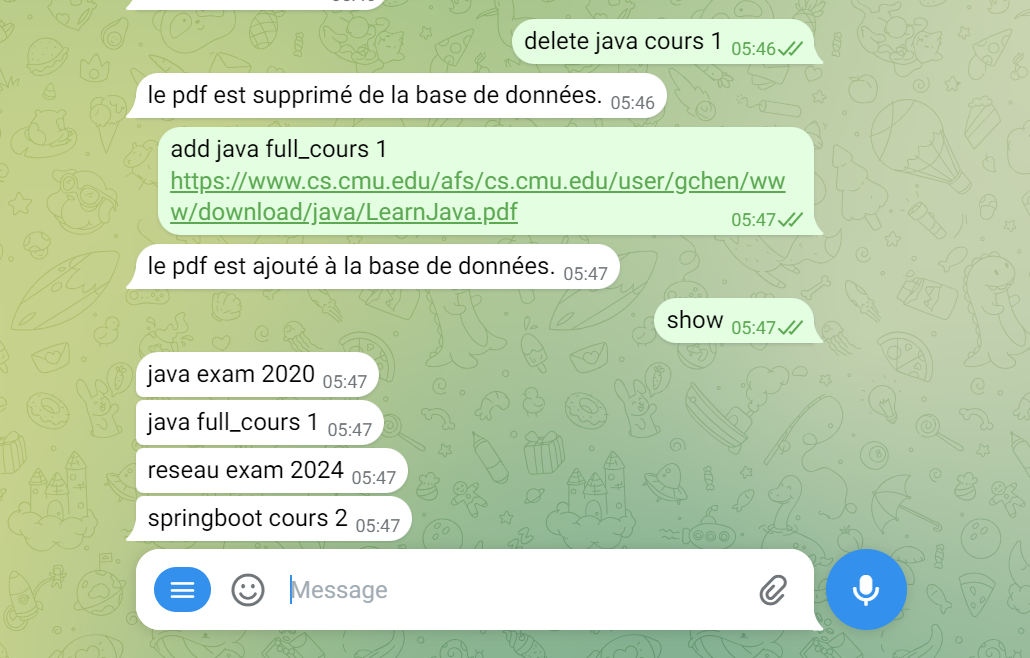 delete java cours 1 05:46
le pdf est supprimé de la base de données. 05:46
add java full_cours 1
https://www.cs.cmu.edu/afs/cs.cmu.edu/user/gchen/ww
w/download/java/LearnJava.pdf 05:47
le pdf est ajouté à la base de données. 05:47
show 05:47
java exam 2020 05:47
java full_cours 1 05:47
reseau exam 2024 05:47
springboot cours 2 05:47
Message